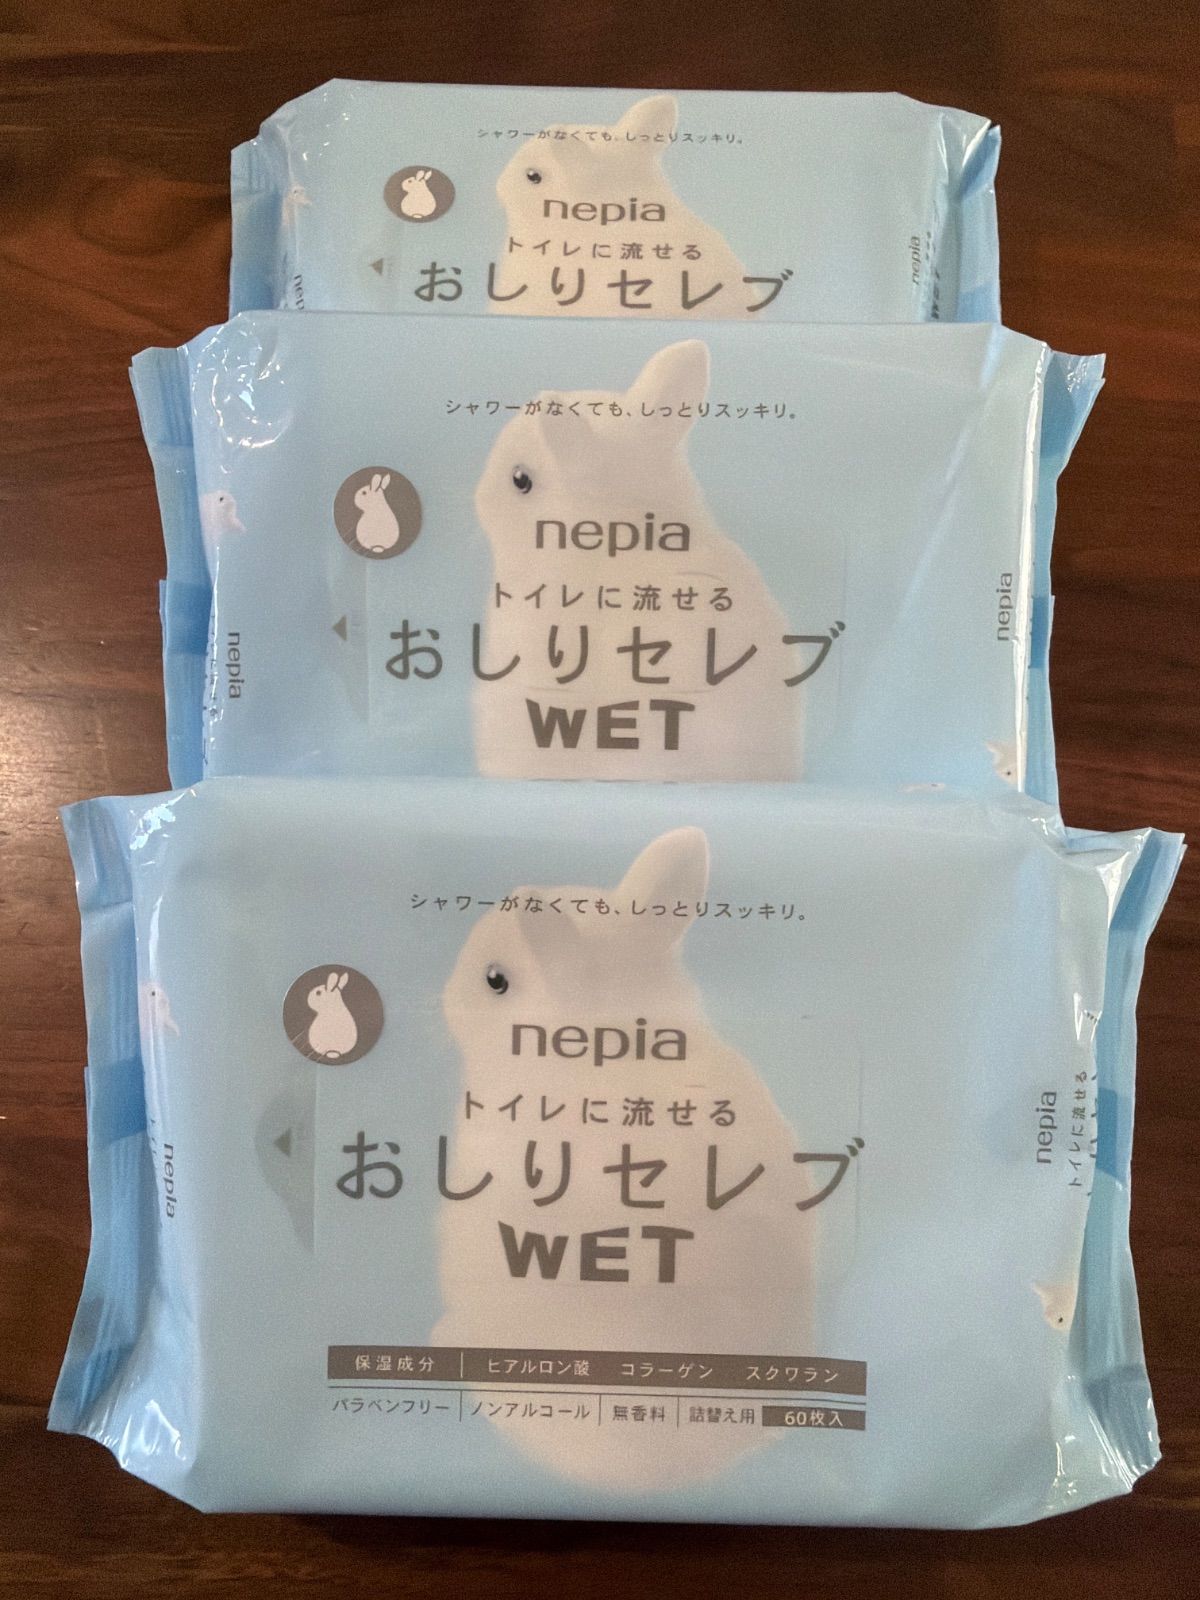 シャワーがなくても、しっとりスッキリ。
nepia
トイレに流せる
おしりセレブ
nepia
シャワーがなくても、しっとりスッキリ。
nepia
トイレに流せる
おしりセレブ
WET
nepia
nepia
シャワーがなくても、しっとりスッキリ。
nepia
トイレに流せる
おしりセレブ
WET
保湿成分 ヒアルロン酸 コラーゲン スクワラン
パラベンフリー ノンアルコール 無香料 詰替え用 60枚入
nepia
nepia
トイレに流せる